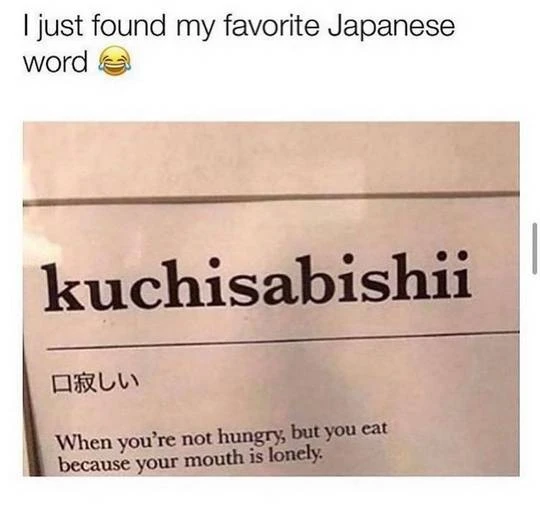 I just found my favorite Japanese
word 😂
kuchisabishii
口寂しい
When you're not hungry, but you eat
because your mouth is lonely.